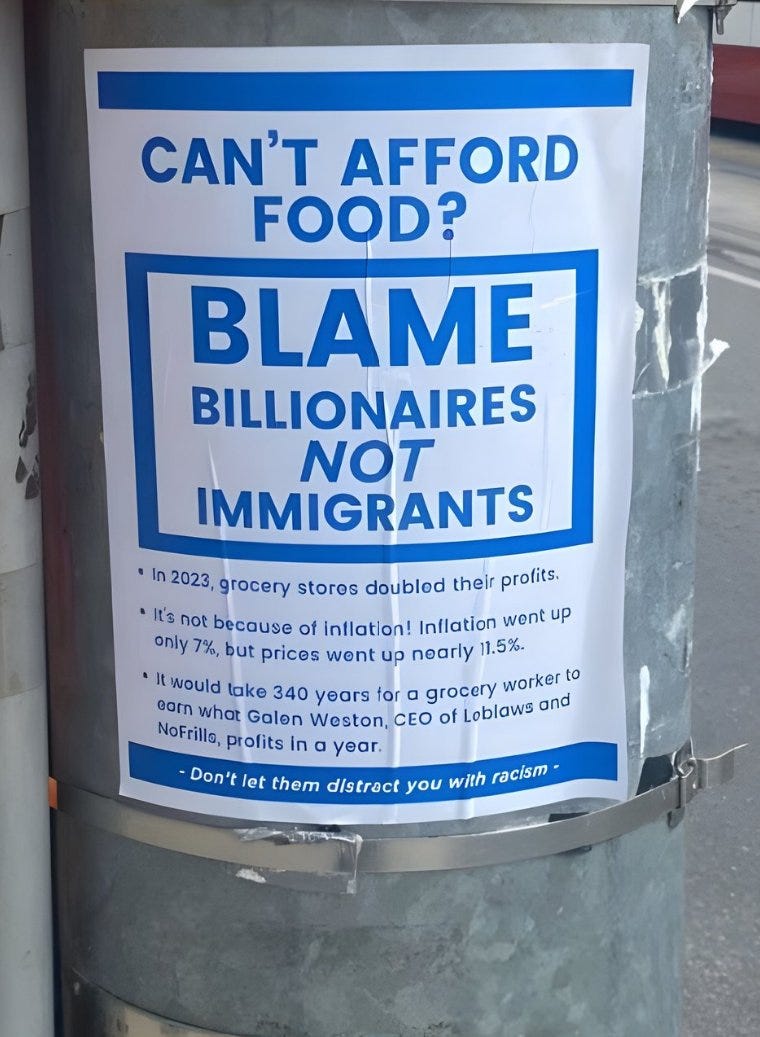 CAN'T AFFORD
FOOD?
BLAME
BILLIONAIRES
NOT
IMMIGRANTS
• In 2023, grocery stores doubled their profits.
• It's not because of inflation! Inflation went up
only 7%, but prices went up nearly 11.5%.
• It would take 340 years for a grocery worker to
earn what Galen Weston, CEO of Loblaws and
NoFrills, profits in a year.
- Don't let them distract you with racism -